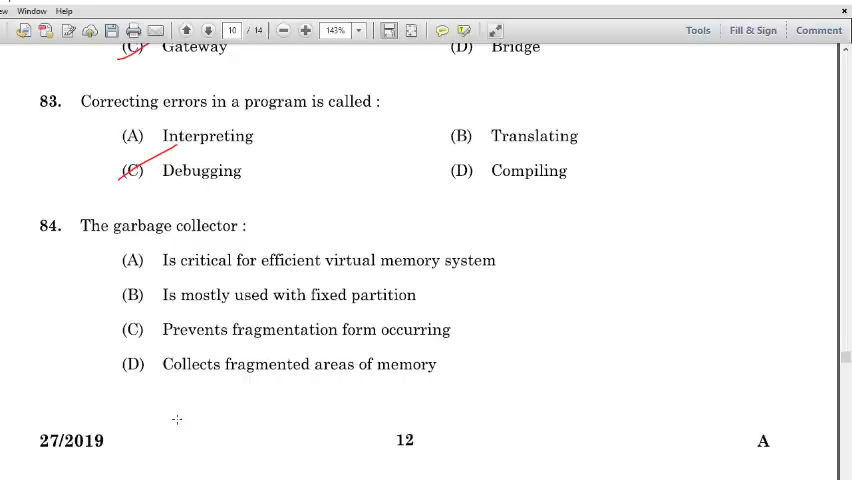 ew Window Help
10 / 14 143% Tools Fill & Sign Comment
(C) Gateway (D) Bridge
83. Correcting errors in a program is called :
(A) Interpreting (B) Translating
(C) Debugging (D) Compiling
84. The garbage collector :
(A) Is critical for efficient virtual memory system
(B) Is mostly used with fixed partition
(C) Prevents fragmentation form occurring
(D) Collects fragmented areas of memory
27/2019 12 A